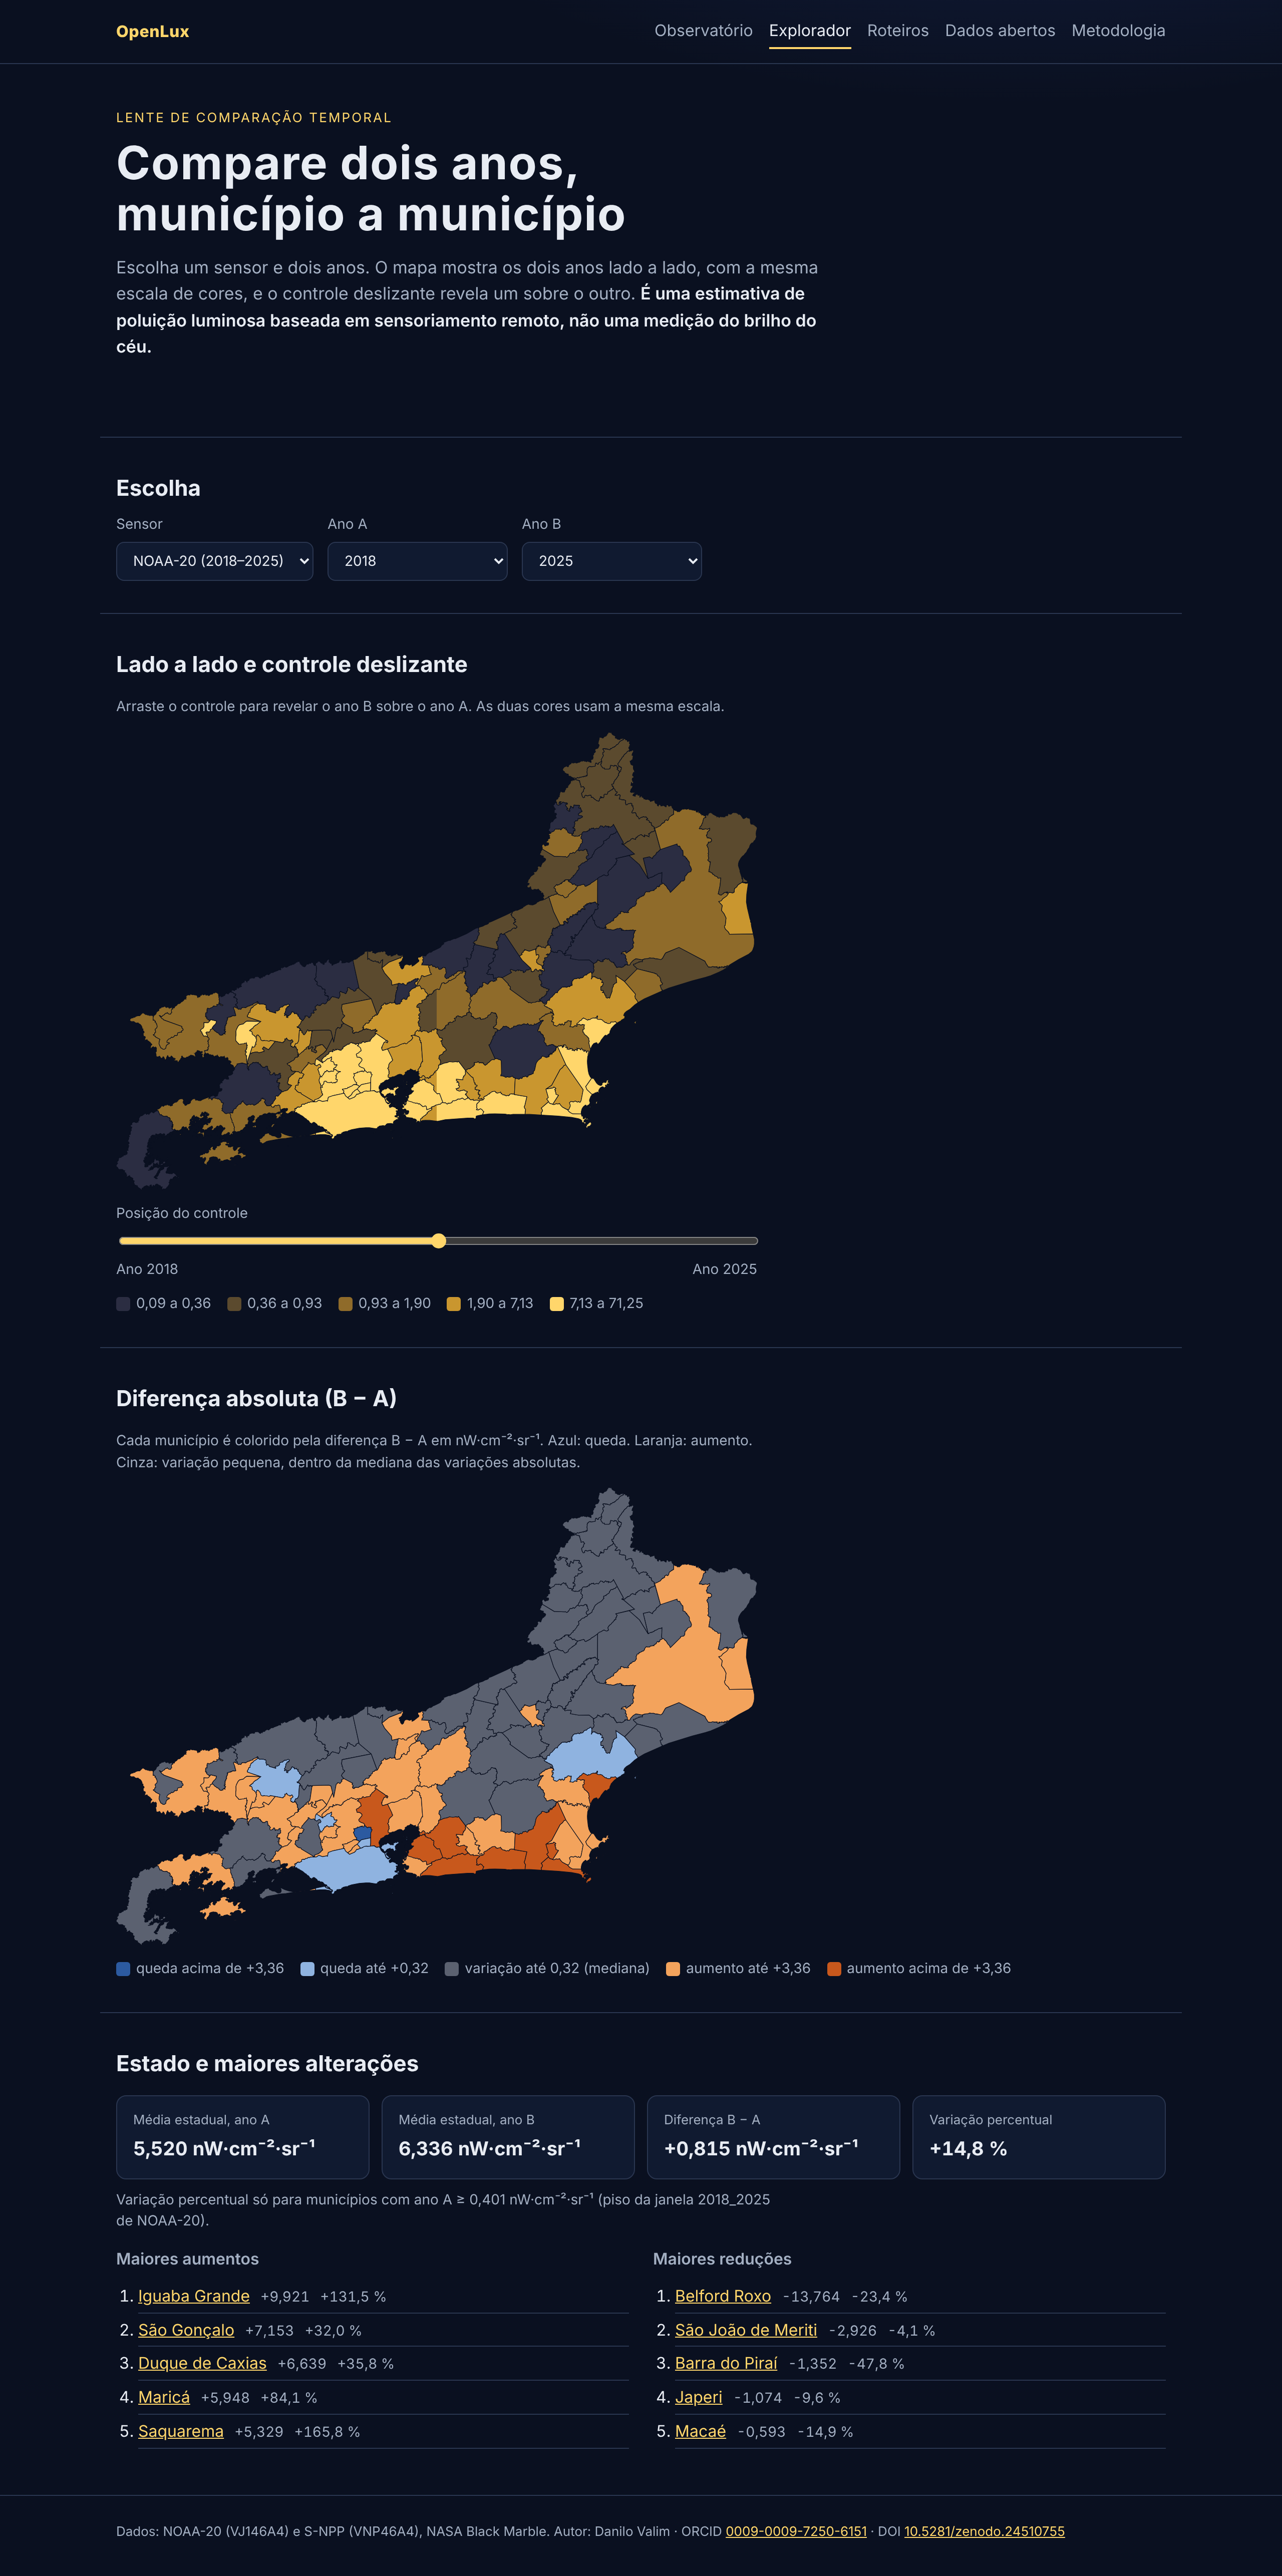 OpenLux
Observatório Explorador Roteiros Dados abertos Metodologia
LENTE DE COMPARAÇÃO TEMPORAL
Compare dois anos,
município a município
Escolha um sensor e dois anos. O mapa mostra os dois anos lado a lado, com a mesma
escala de cores, e o controle deslizante revela um sobre o outro. É uma estimativa de
poluição luminosa baseada em sensoriamento remoto, não uma medição do brilho do
céu.
Escolha
Sensor Ano A Ano B
NOAA-20 (2018–2025) 2018 2025
Lado a lado e controle deslizante
Arraste o controle para revelar o ano B sobre o ano A. As duas cores usam a mesma escala.
Posição do controle
Ano 2018 Ano 2025
0,09 a 0,36 0,36 a 0,93 0,93 a 1,90 1,90 a 7,13 7,13 a 71,25
Diferença absoluta (B − A)
Cada município é colorido pela diferença B − A em nW·cm⁻²·sr⁻¹. Azul: queda. Laranja: aumento.
Cinza: variação pequena, dentro da mediana das variações absolutas.
queda acima de +3,36 queda até +0,32 variação até 0,32 (mediana) aumento até +3,36 aumento acima de +3,36
Estado e maiores alterações
Média estadual, ano A Média estadual, ano B Diferença B − A Variação percentual
5,520 nW·cm⁻²·sr⁻¹ 6,336 nW·cm⁻²·sr⁻¹ +0,815 nW·cm⁻²·sr⁻¹ +14,8 %
Variação percentual só para municípios com ano A ≥ 0,401 nW·cm⁻²·sr⁻¹ (piso da janela 2018_2025
de NOAA-20).
Maiores aumentos
1. Iguaba Grande +9,921 +131,5 %
2. São Gonçalo +7,153 +32,0 %
3. Duque de Caxias +6,639 +35,8 %
4. Maricá +5,948 +84,1 %
5. Saquarema +5,329 +165,8 %
Maiores reduções
1. Belford Roxo -13,764 -23,4 %
2. São João de Meriti -2,926 -4,1 %
3. Barra do Piraí -1,352 -47,8 %
4. Japeri -1,074 -9,6 %
5. Macaé -0,593 -14,9 %
Dados: NOAA-20 (VJ146A4) e S-NPP (VNP46A4), NASA Black Marble. Autor: Danilo Valim · ORCID 0009-0009-7250-6151 · DOI 10.5281/zenodo.24510755